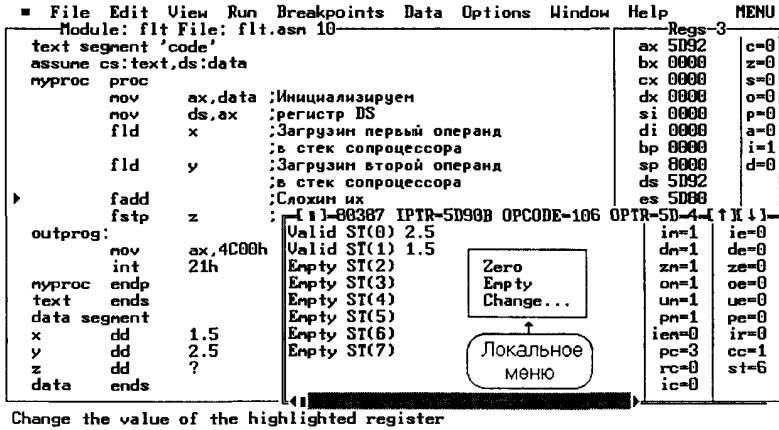 ≡ File Edit View Run Breakpoints Data Options Window Help MENU
Module: flt File: flt.asm 10
text segment 'code'
assume cs:text,ds:data
myproc proc
mov ax,data ;Инициализируем
mov ds,ax ;регистр DS
fld x ;Загрузим первый операнд
;в стек сопроцессора
fld y ;Загрузим второй операнд
;в стек сопроцессора
fadd ;Сложим их
fstp z ;
outprog:
mov ax,4C00h
int 21h
myproc endp
text ends
data segment
x dd 1.5
y dd 2.5
z dd ?
data ends
Regs 3
ax 5D92 c=0
bx 0000 z=0
cx 0000 s=0
dx 0000 o=0
si 0000 p=0
di 0000 a=0
bp 0000 i=1
sp 8000 d=0
ds 5D92
es 5D80
80387 IPTR=5D90B OPCODE=106 OPTR=5D 4 [↑][↓]
Valid ST(0) 2.5 im=1 ie=0
Valid ST(1) 1.5 dm=1 de=0
Empty ST(2) zm=1 ze=0
Empty ST(3) om=1 oe=0
Empty ST(4) um=1 ue=0
Empty ST(5) pm=1 pe=0
Empty ST(6) iem=0 ir=0
Empty ST(7) pc=3 cc=1
rc=0 st=6
ic=0
Zero
Empty
Change...
Локальное
меню
Change the value of the highlighted register